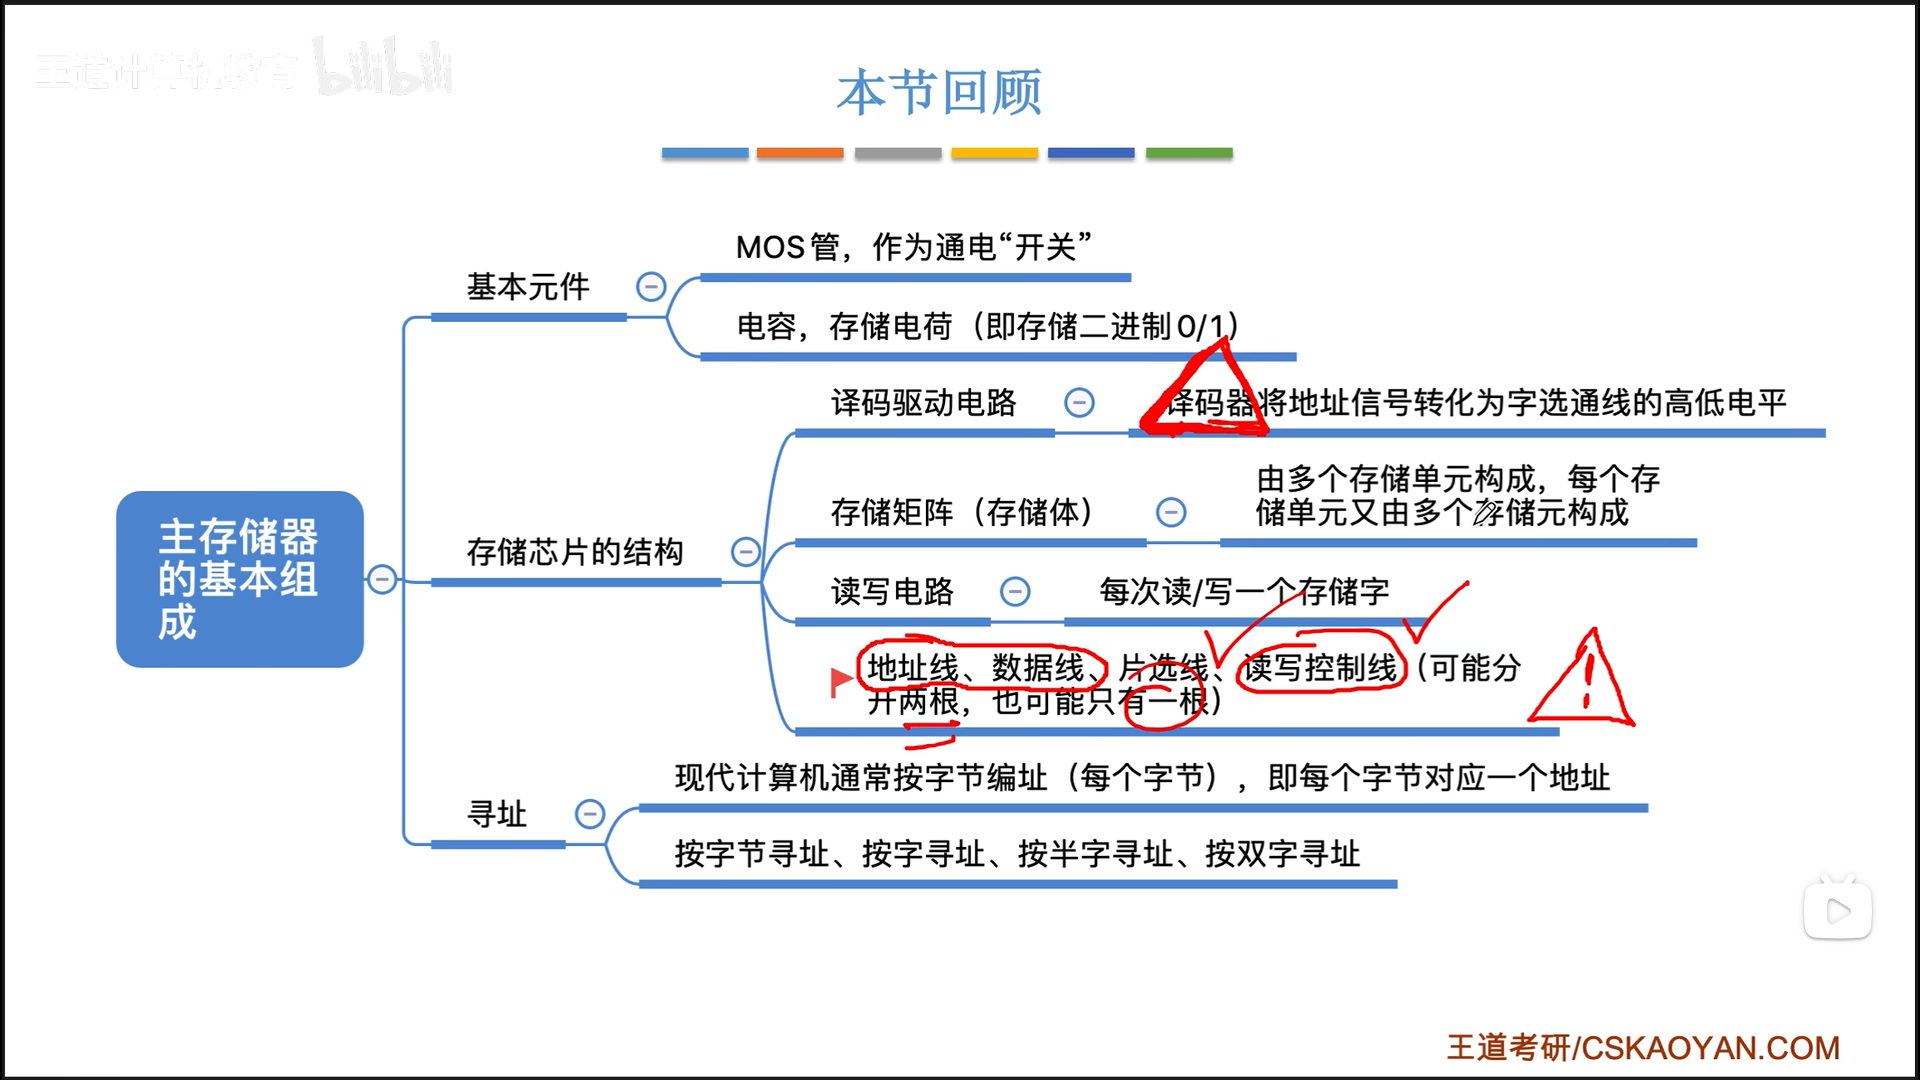 王道计算机教育 bilibili
本节回顾
MOS管，作为通电“开关”
基本元件
电容，存储电荷（即存储二进制0/1）
译码驱动电路
译码器将地址信号转化为字选通线的高低电平
由多个存储单元构成，每个存
储单元又由多个存储元构成
存储矩阵（存储体）
主存储器
的基本组
成
存储芯片的结构
读写电路
每次读/写一个存储字
地址线、数据线、片选线、读写控制线（可能分
开两根，也可能只有一根）
现代计算机通常按字节编址（每个字节），即每个字节对应一个地址
寻址
按字节寻址、按字寻址、按半字寻址、按双字寻址
王道考研/CSKAOYAN.COM